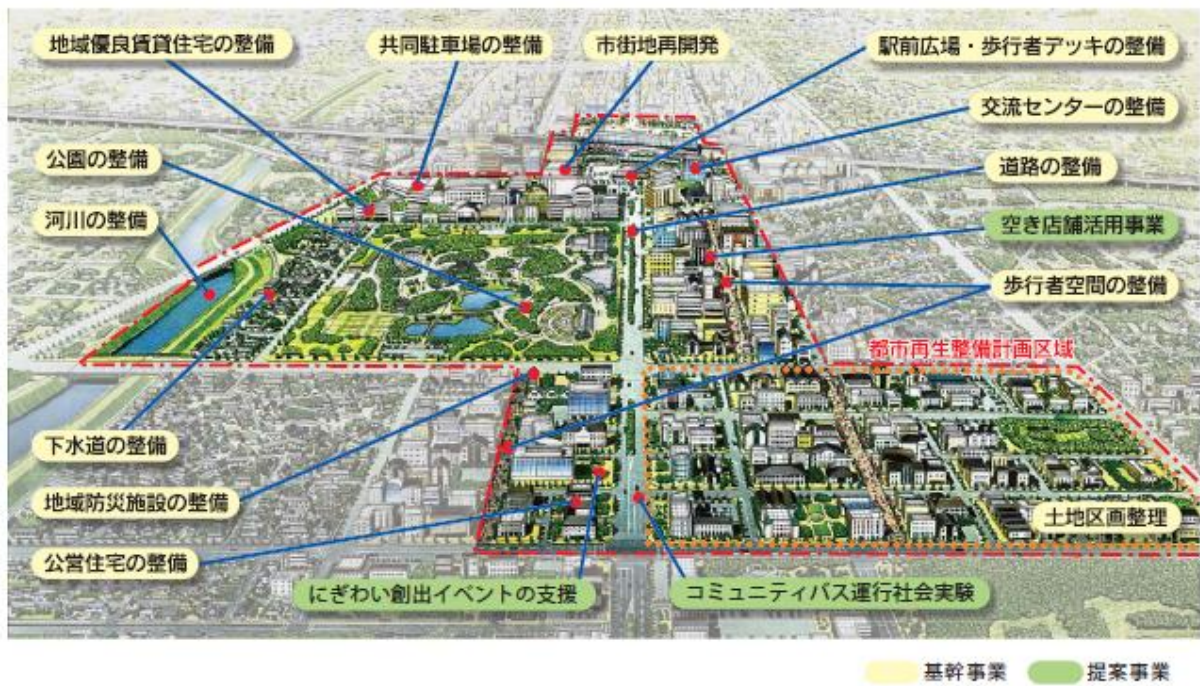 地域優良賃貸住宅の整備
共同駐車場の整備
市街地再開発
駅前広場・歩行者デッキの整備
交流センターの整備
公園の整備
道路の整備
河川の整備
空き店舗活用事業
歩行者空間の整備
都市再生整備計画区域
下水道の整備
地域防災施設の整備
土地区画整理
公営住宅の整備
にぎわい創出イベントの支援
コミュニティバス運行社会実験
基幹事業
提案事業